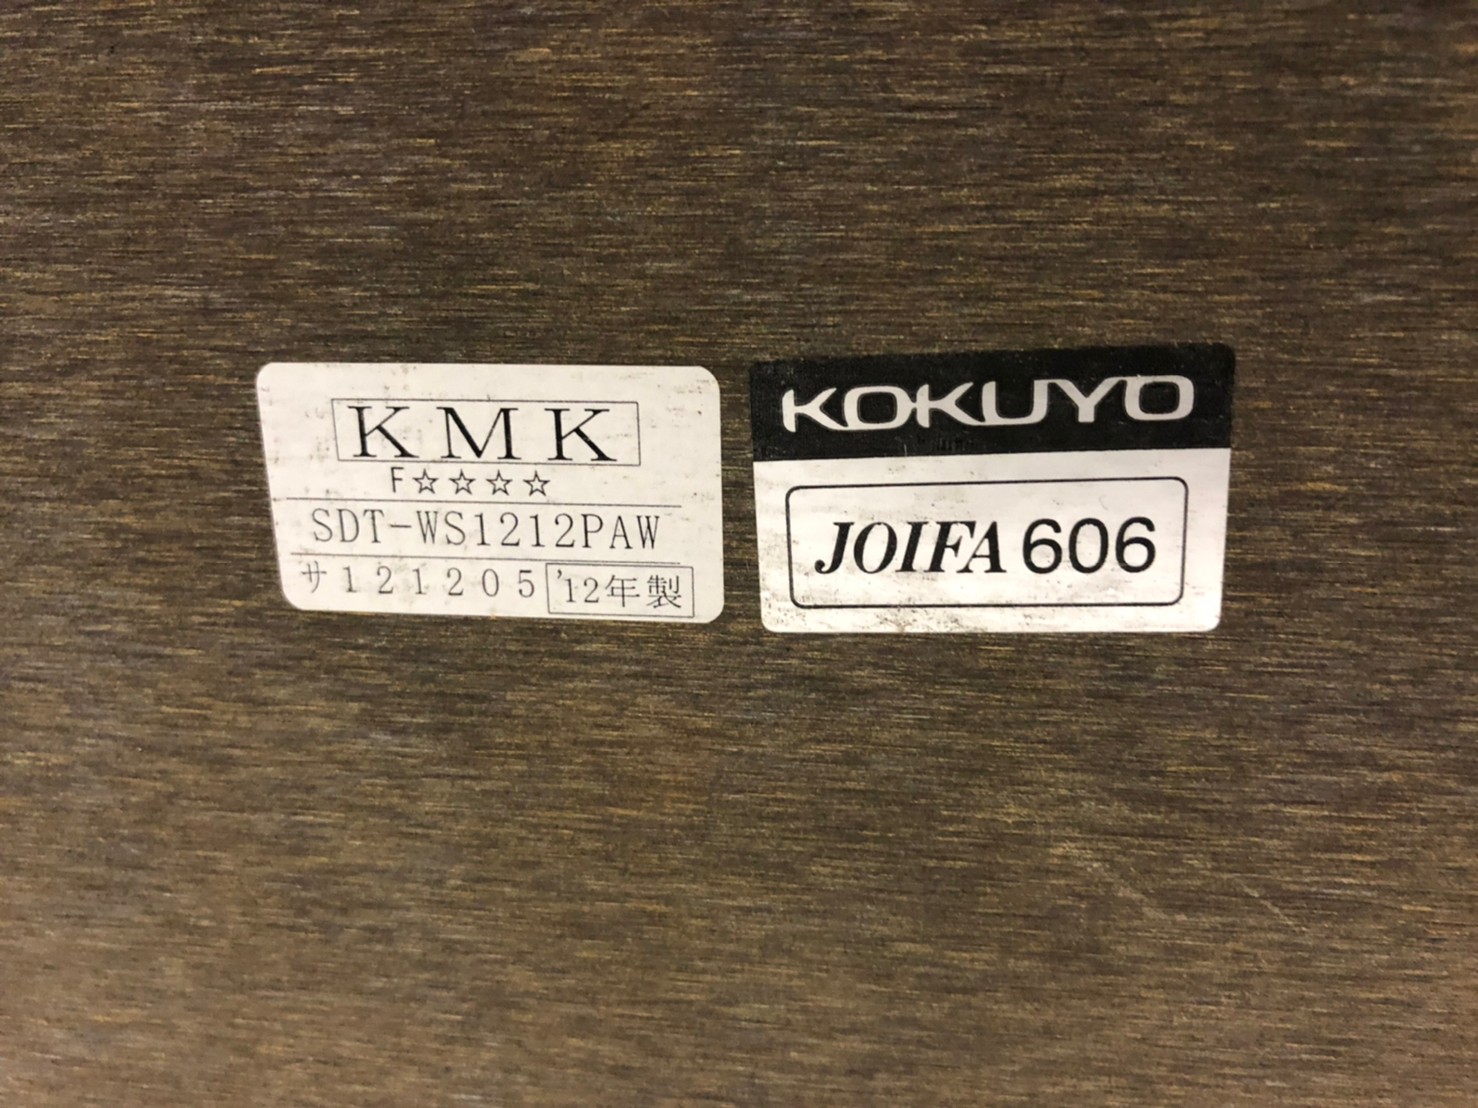 KMK
F☆☆☆☆
SDT-WS1212PAW
サ121205 '12年製
KOKUYO
JOIFA 606